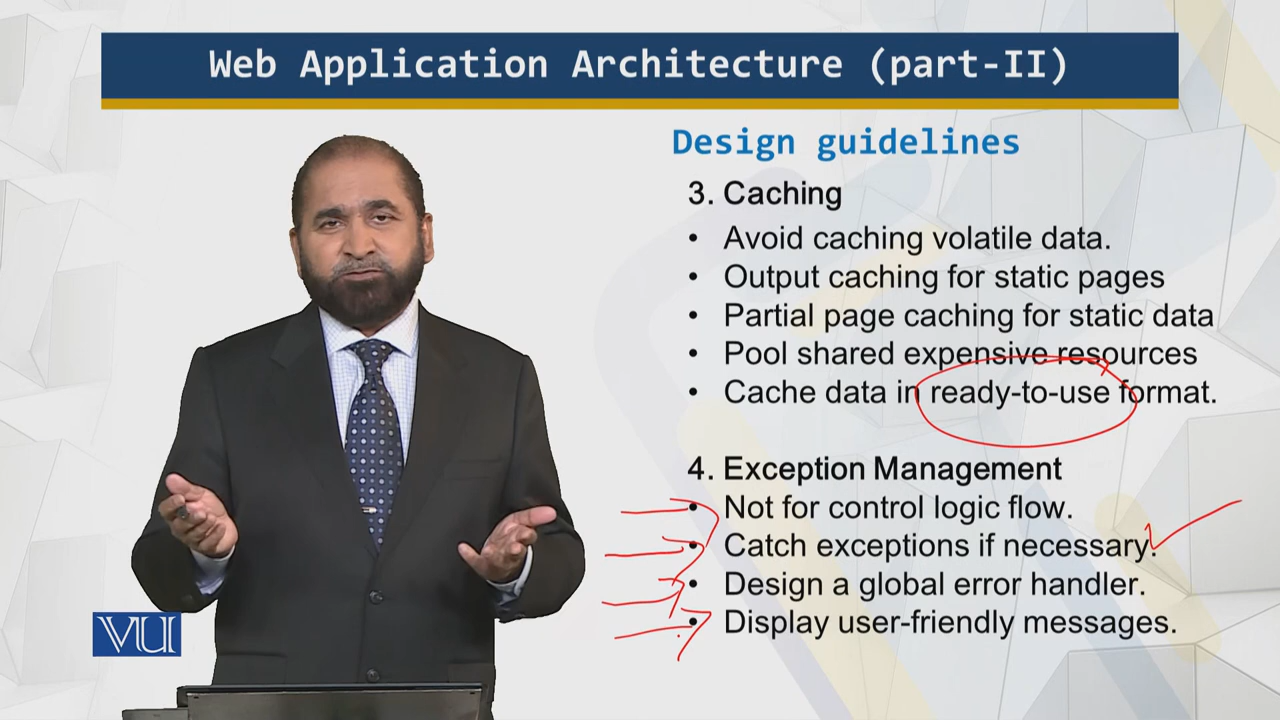 Web Application Architecture (part-II)
Design guidelines
3. Caching
• Avoid caching volatile data.
• Output caching for static pages
• Partial page caching for static data
• Pool shared expensive resources
• Cache data in ready-to-use format.
4. Exception Management
• Not for control logic flow.
• Catch exceptions if necessary.
• Design a global error handler.
• Display user-friendly messages.
VU